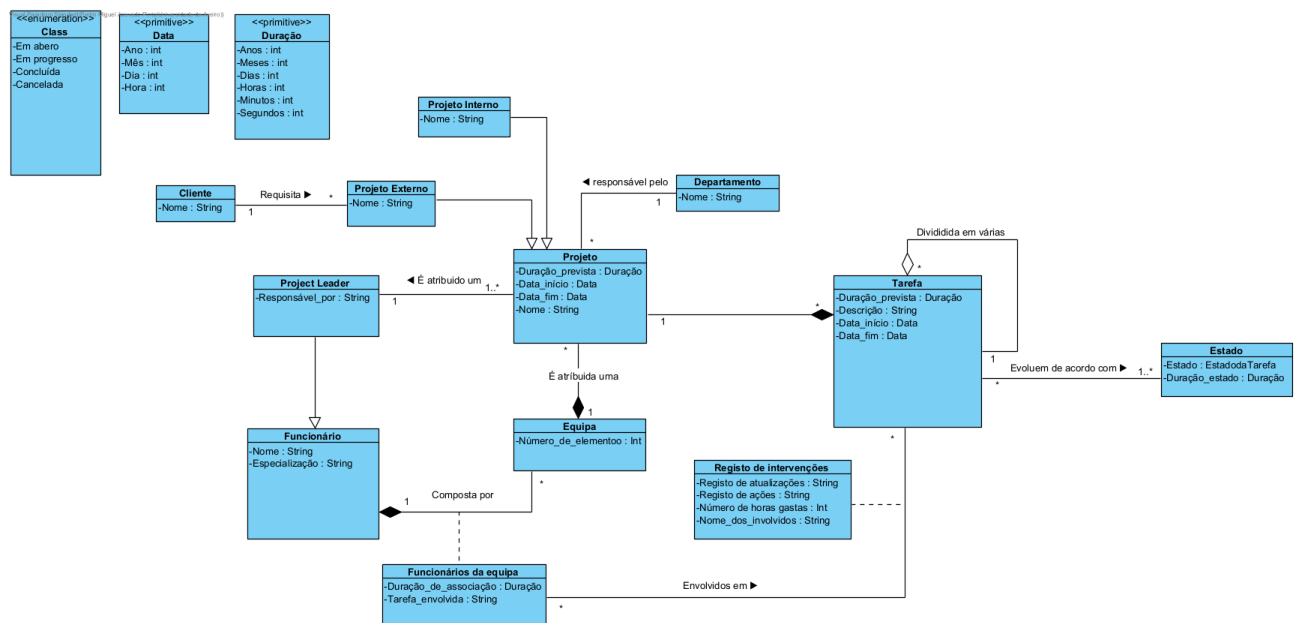 <<enumeration>>
Class
-Em abero
-Em progresso
-Concluída
-Cancelada
<<primitive>>
Data
-Ano : int
-Mês : int
-Dia : int
-Hora : int
<<primitive>>
Duração
-Anos : int
-Meses : int
-Dias : int
-Horas : int
-Minutos : int
-Segundos : int
Projeto Interno
-Nome : String
Cliente
-Nome : String
Requisita
1
*
Projeto Externo
-Nome : String
responsável pelo
1
*
Departamento
-Nome : String
Dividida em várias
*
1
Project Leader
-Responsável_por : String
É atribuido um
1
1..*
Projeto
-Duração_prevista : Duração
-Data_início : Data
-Data_fim : Data
-Nome : String
1
*
Tarefa
-Duração_prevista : Duração
-Descrição : String
-Data_início : Data
-Data_fim : Data
Evoluem de acordo com
*
1..*
Estado
-Estado : EstadodaTarefa
-Duração_estado : Duração
*
É atríbuida uma
1
Equipa
-Número_de_elementoo : Int
Funcionário
-Nome : String
-Especialização : String
1
Composta por
*
Registo de intervenções
-Registo de atualizações : String
-Registo de ações : String
-Número de horas gastas : Int
-Nome_dos_involvidos : String
*
Funcionários da equipa
-Duração_de_associação : Duração
-Tarefa_envolvida : String
Envolvidos em
*